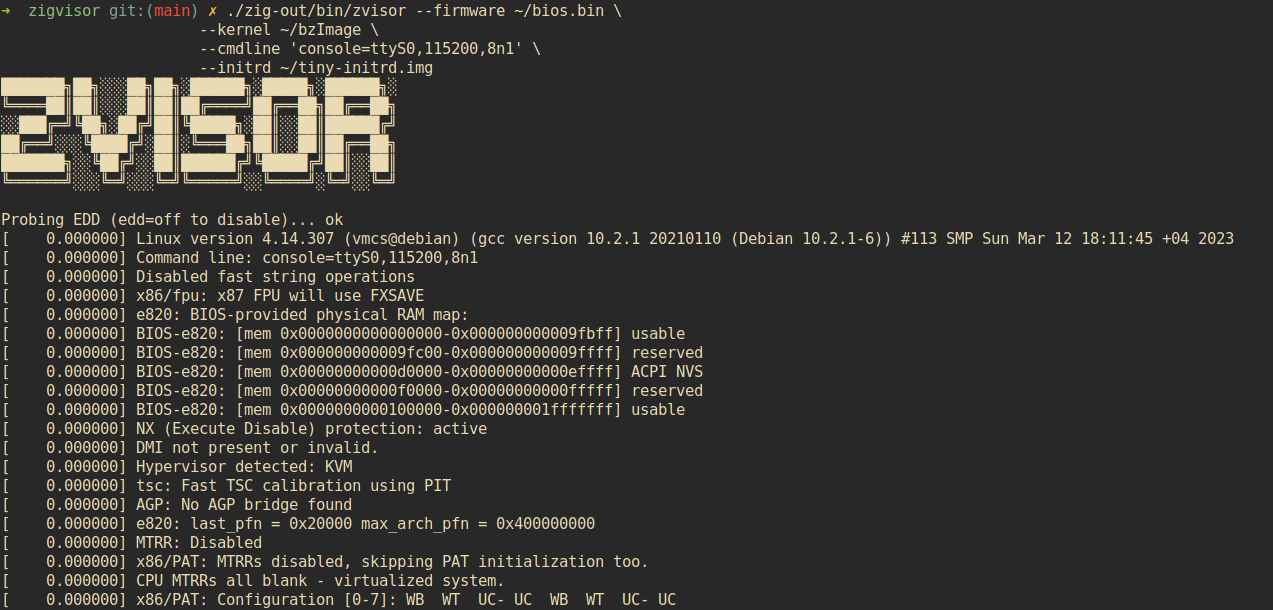 → zigvisor git:(main) ✗ ./zig-out/bin/zvisor --firmware ~/bios.bin \
--kernel ~/bzImage \
--cmdline 'console=ttyS0,115200,8n1' \
--initrd ~/tiny-initrd.img
ZVISOR
Probing EDD (edd=off to disable)... ok
[    0.000000] Linux version 4.14.307 (vmcs@debian) (gcc version 10.2.1 20210110 (Debian 10.2.1-6)) #113 SMP Sun Mar 12 18:11:45 +04 2023
[    0.000000] Command line: console=ttyS0,115200,8n1
[    0.000000] Disabled fast string operations
[    0.000000] x86/fpu: x87 FPU will use FXSAVE
[    0.000000] e820: BIOS-provided physical RAM map:
[    0.000000] BIOS-e820: [mem 0x0000000000000000-0x000000000009fbff] usable
[    0.000000] BIOS-e820: [mem 0x000000000009fc00-0x000000000009ffff] reserved
[    0.000000] BIOS-e820: [mem 0x00000000000d0000-0x00000000000effff] ACPI NVS
[    0.000000] BIOS-e820: [mem 0x00000000000f0000-0x00000000000fffff] reserved
[    0.000000] BIOS-e820: [mem 0x0000000000100000-0x000000001fffffff] usable
[    0.000000] NX (Execute Disable) protection: active
[    0.000000] DMI not present or invalid.
[    0.000000] Hypervisor detected: KVM
[    0.000000] tsc: Fast TSC calibration using PIT
[    0.000000] AGP: No AGP bridge found
[    0.000000] e820: last_pfn = 0x20000 max_arch_pfn = 0x400000000
[    0.000000] MTRR: Disabled
[    0.000000] x86/PAT: MTRRs disabled, skipping PAT initialization too.
[    0.000000] CPU MTRRs all blank - virtualized system.
[    0.000000] x86/PAT: Configuration [0-7]: WB  WT  UC- UC  WB  WT  UC- UC